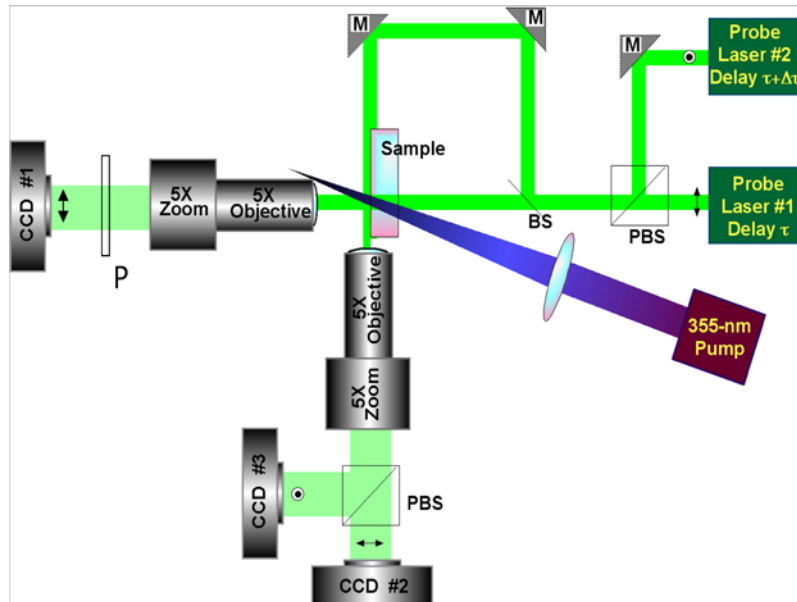 M
M
M
Probe
Laser #2
Delay τ+Δτ
Sample
CCD #1
5X
Zoom
5X
Objective
BS
PBS
Probe
Laser #1
Delay τ
P
5X
Objective
355-nm
Pump
5X
Zoom
CCD #3
PBS
CCD #2